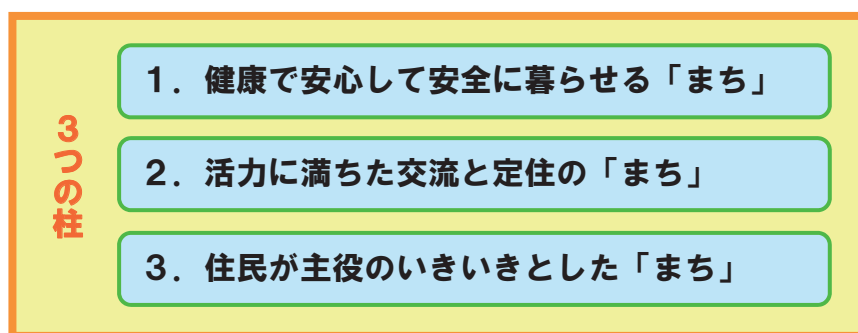 3つの柱
1. 健康で安心して安全に暮らせる「まち」
2. 活力に満ちた交流と定住の「まち」
3. 住民が主役のいきいきとした「まち」